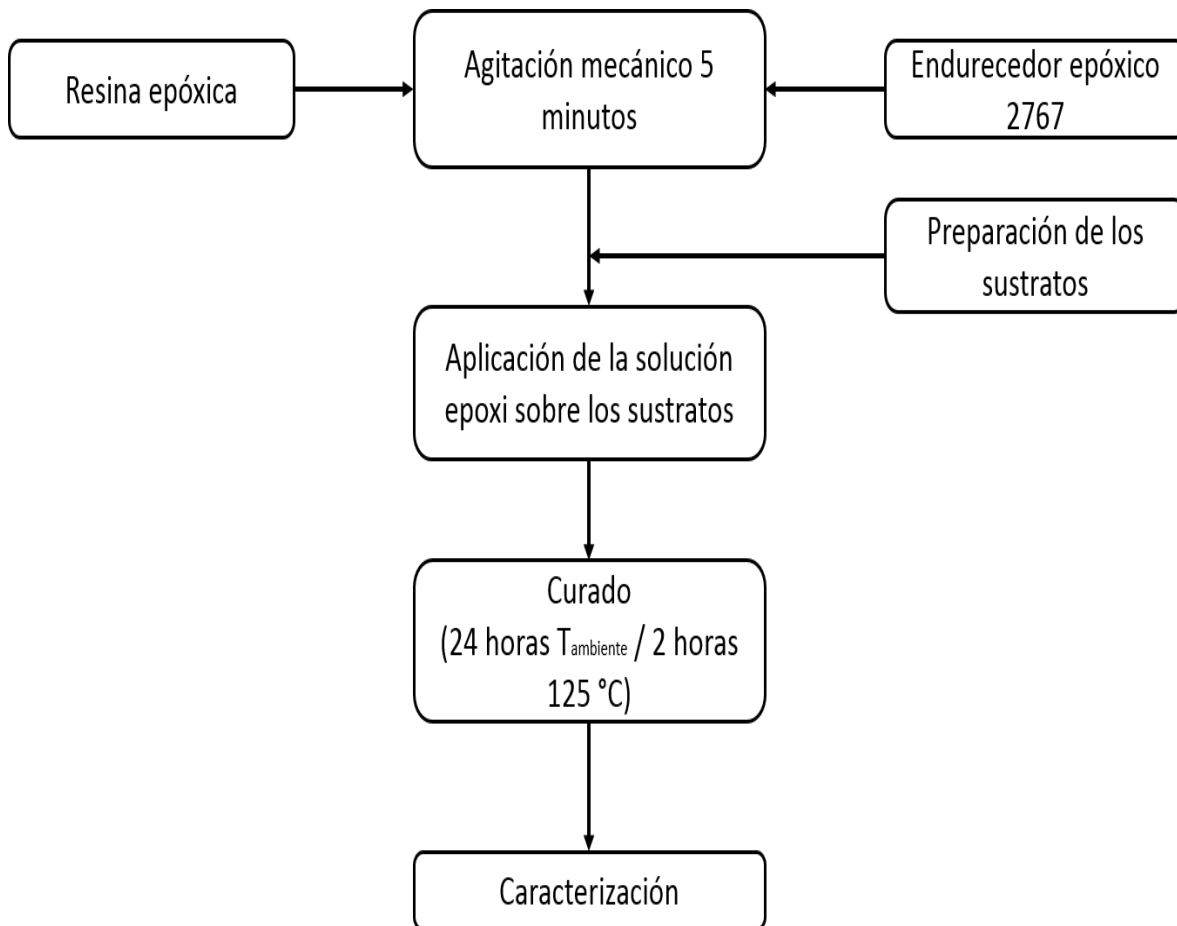 Resina epóxica
Agitación mecánico 5
minutos
Endurecedor epóxico
2767
Preparación de los
sustratos
Aplicación de la solución
epoxi sobre los sustratos
Curado
(24 horas Tambiente / 2 horas
125 °C)
Caracterización